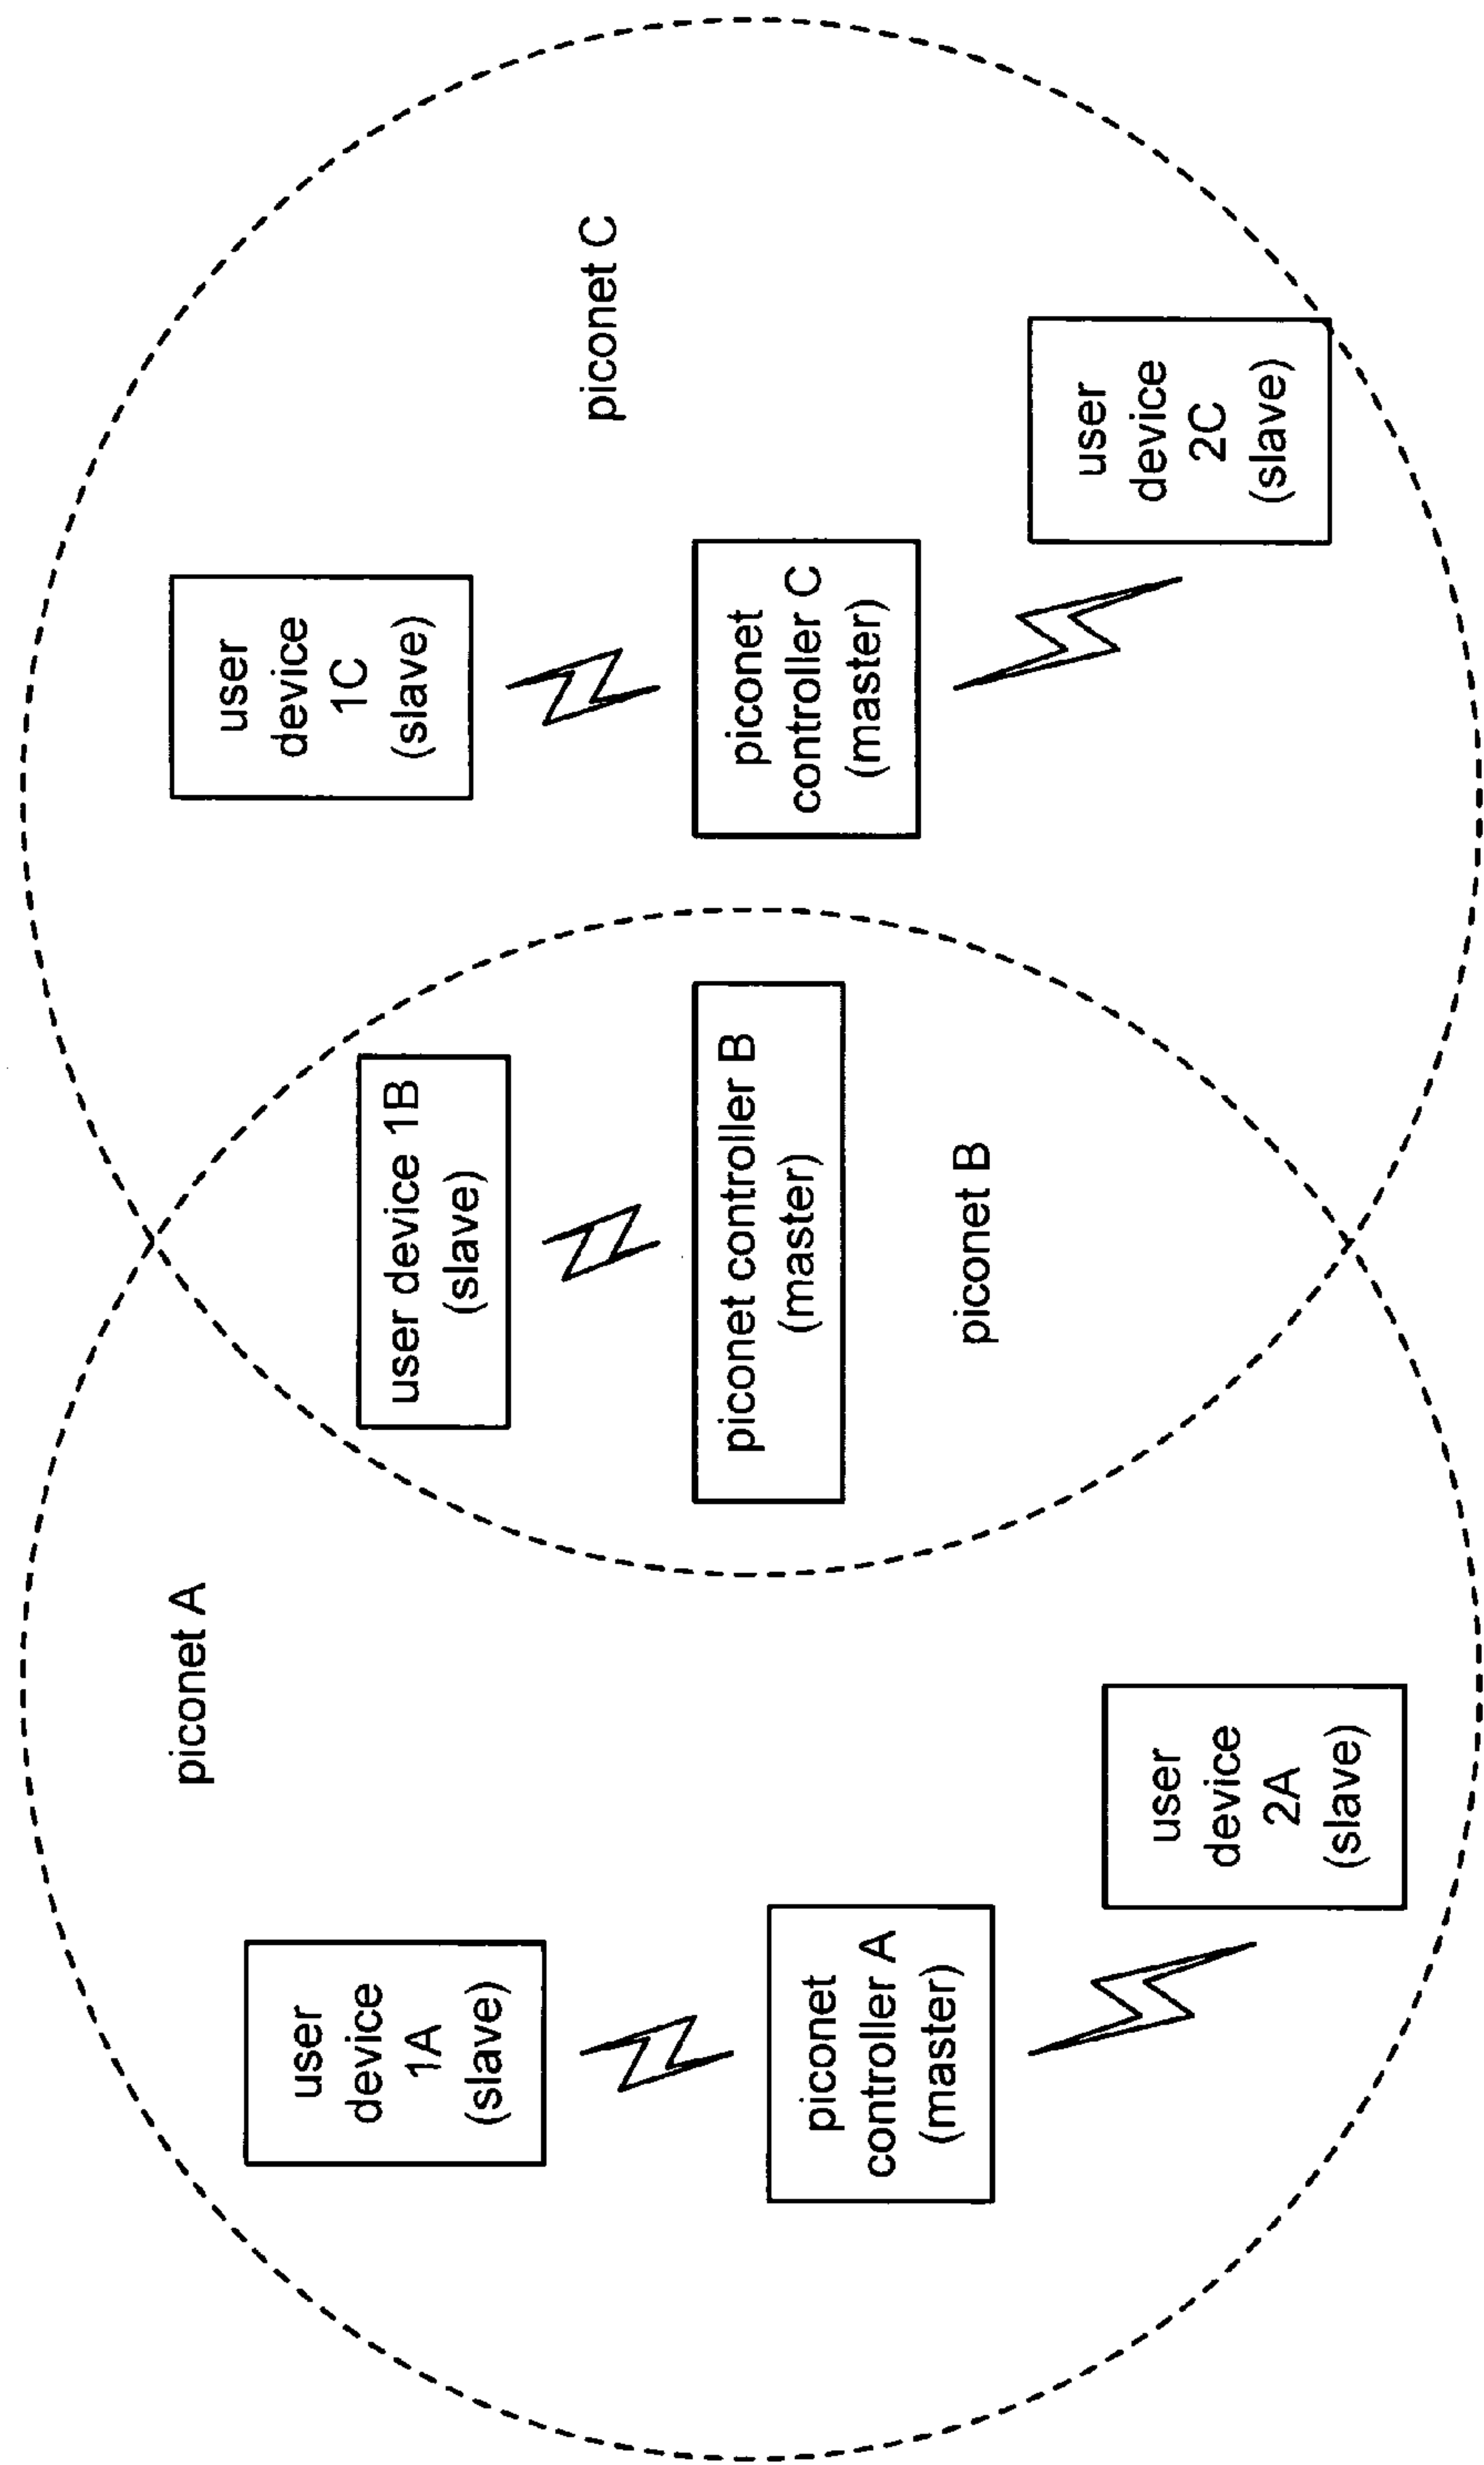 piconet A
user
device
1A
(slave)
piconet
controller A
(master)
user
device
2A
(slave)
user device 1B
(slave)
piconet controller B
(master)
piconet B
user
device
1C
(slave)
piconet C
piconet
controller C
(master)
user
device
2C
(slave)